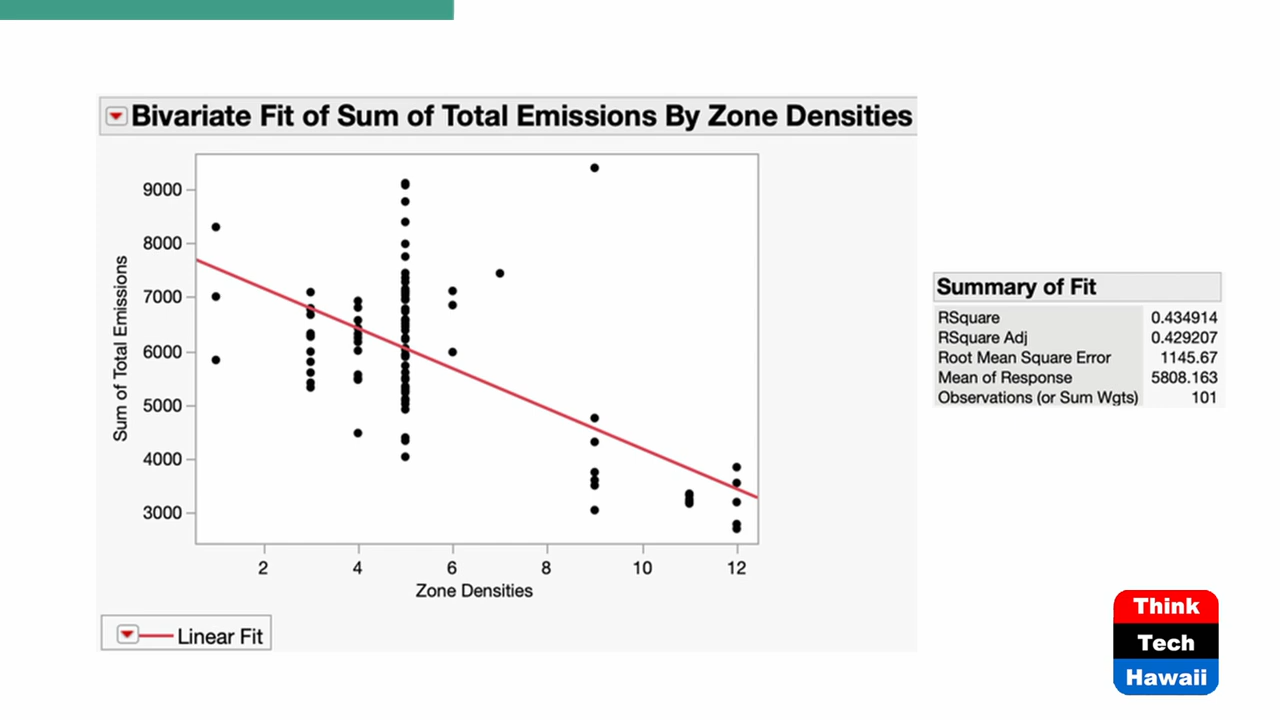 Bivariate Fit of Sum of Total Emissions By Zone Densities
9000
8000
7000
6000
5000
4000
3000
Sum of Total Emissions
2 4 6 8 10 12
Zone Densities
Linear Fit
Summary of Fit
RSquare 0.434914
RSquare Adj 0.429207
Root Mean Square Error 1145.67
Mean of Response 5808.163
Observations (or Sum Wgts) 101
Think
Tech
Hawaii